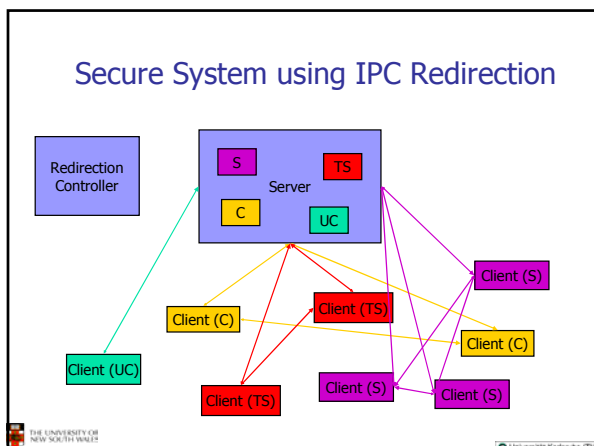 Secure System using IPC Redirection
Redirection
Controller
S
TS
Server
C
UC
Client (S)
Client (C)
Client (TS)
Client (C)
Client (UC)
Client (TS)
Client (S)
Client (S)
THE UNIVERSITY OF
NEW SOUTH WALES